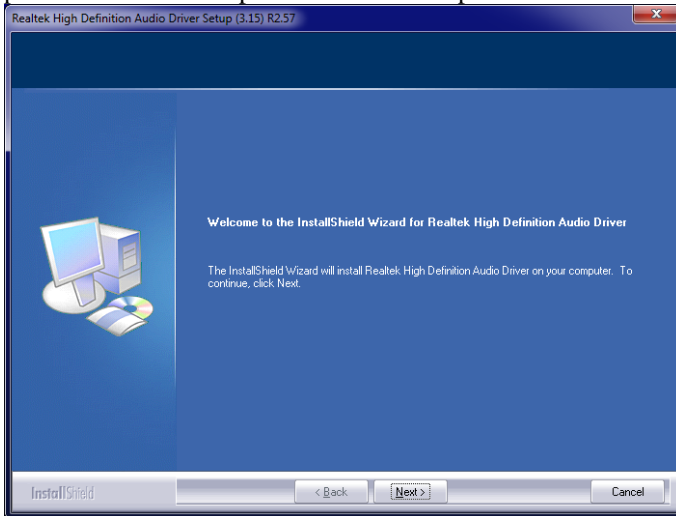 Realtek High Definition Audio Driver Setup (3.15) R2.57
Welcome to the InstallShield Wizard for Realtek High Definition Audio Driver
The InstallShield Wizard will install Realtek High Definition Audio Driver on your computer. To
continue, click Next.
InstallShield
< Back
Next >
Cancel